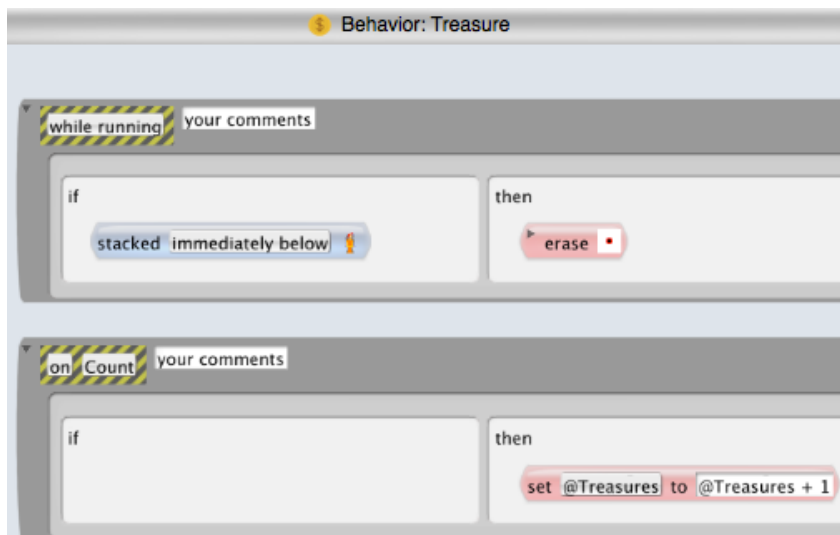 Behavior: Treasure
while running your comments
if
then
stacked immediately below
erase
on Count your comments
if
then
set @Treasures to @Treasures + 1